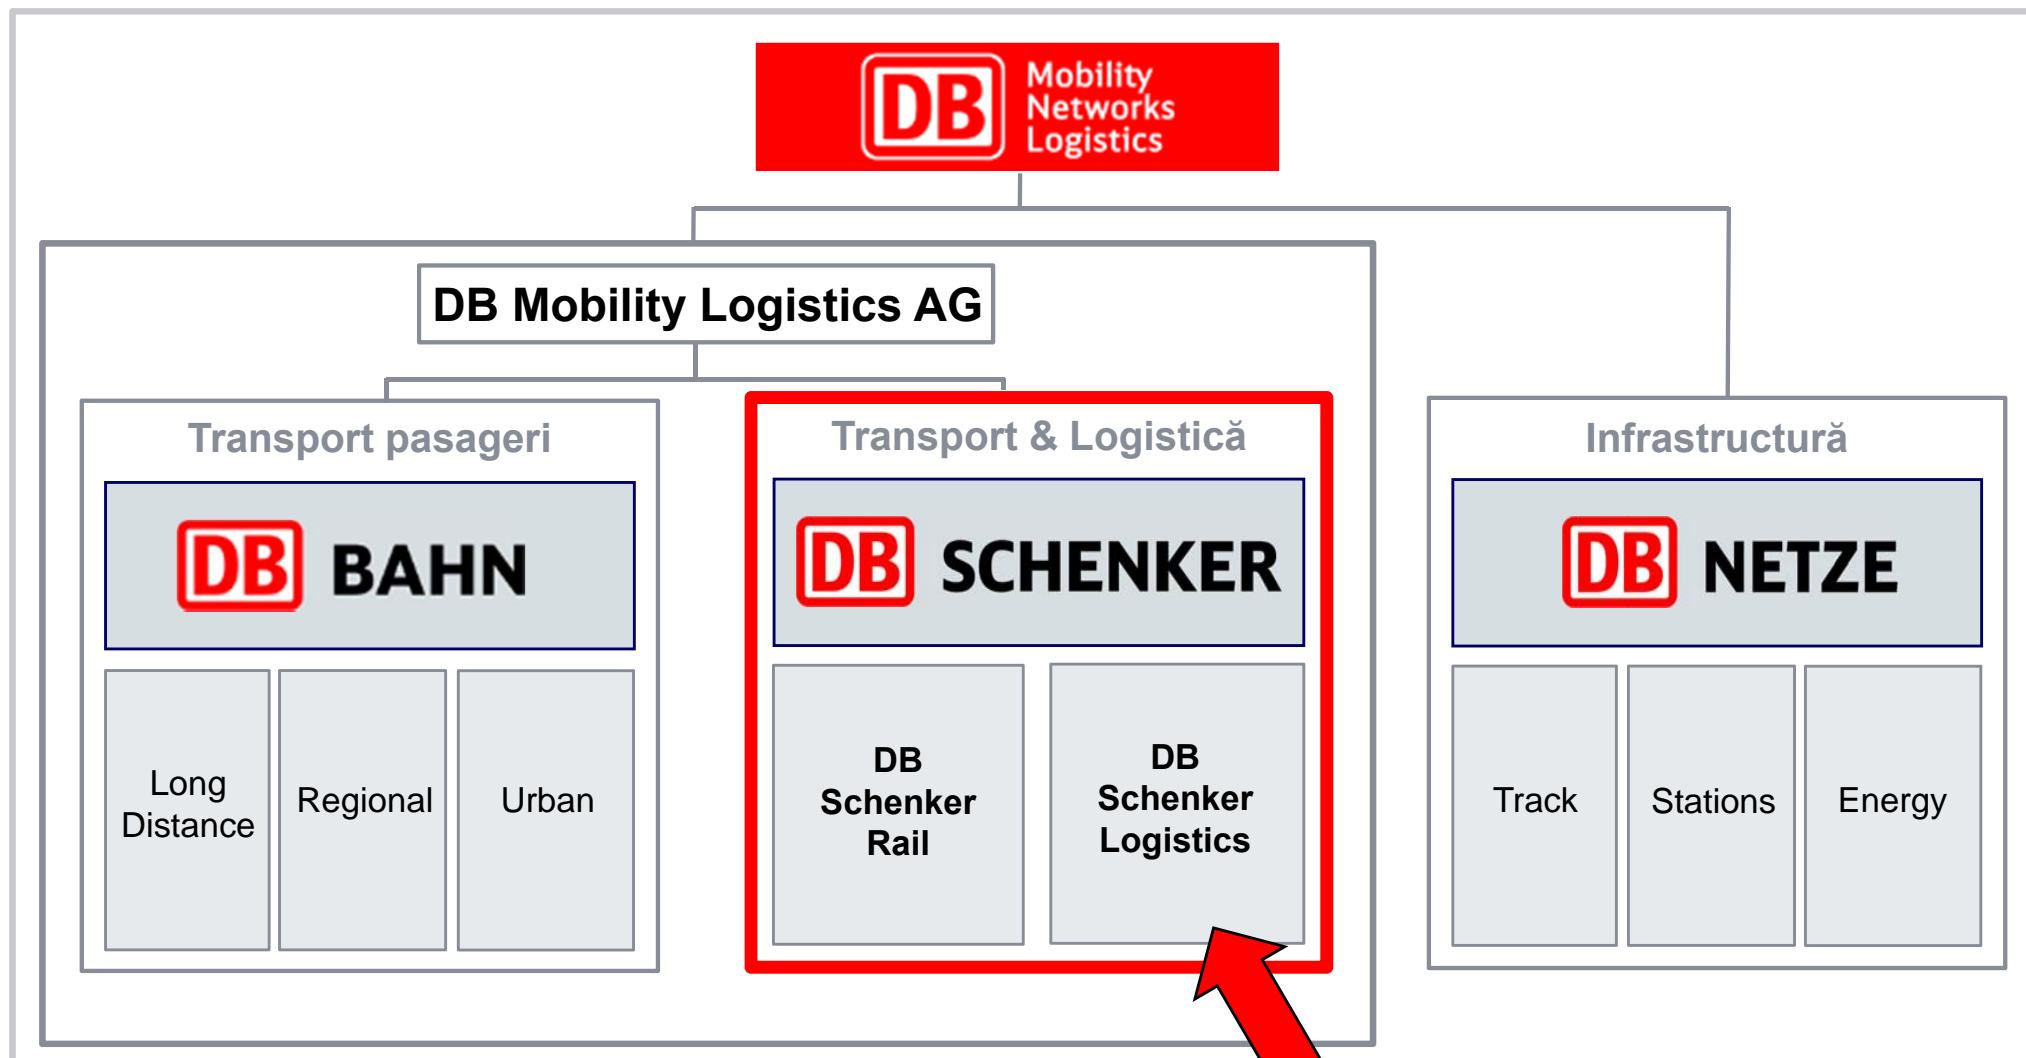 DB
Mobility
Networks
Logistics
DB Mobility Logistics AG
Transport pasageri
DB BAHN
Long
Distance
Regional
Urban
Transport & Logistică
DB SCHENKER
DB
Schenker
Rail
DB
Schenker
Logistics
Infrastructură
DB NETZE
Track
Stations
Energy